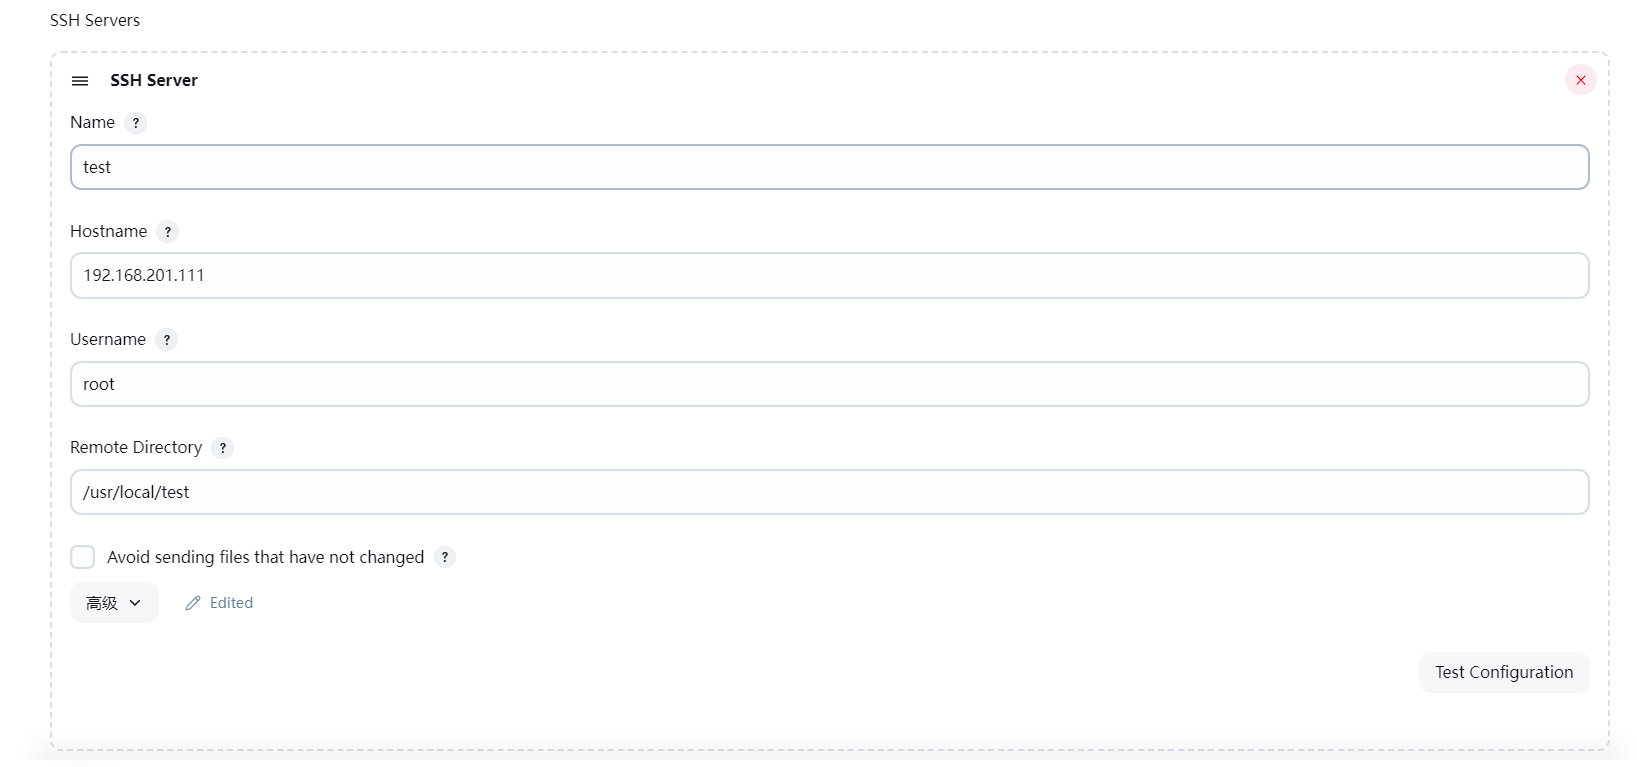 SSH Servers
SSH Server
Name ?
test
Hostname ?
192.168.201.111
Username ?
root
Remote Directory ?
/usr/local/test
Avoid sending files that have not changed ?
高级 Edited
Test Configuration